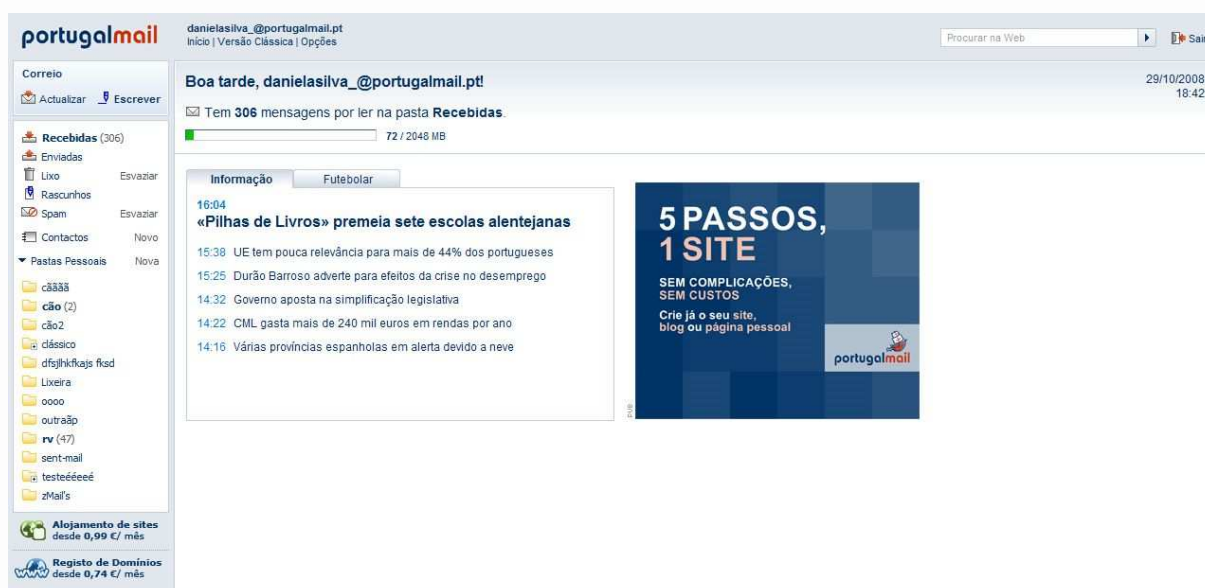 portugalmail
danielasilva_@portugalmail.pt
Início | Versão Clássica | Opções
Procurar na Web
Sair
Correio
Actualizar Escrever
Boa tarde, danielasilva_@portugalmail.pt!
29/10/2008
18:42
Tem 306 mensagens por ler na pasta Recebidas.
72 / 2048 MB
Recebidas (306)
Enviadas
Lixo Esvaziar
Rascunhos
Spam Esvaziar
Contactos Novo
Pastas Pessoais Nova
cãããã
cão (2)
cão2
clássico
dfsjlhkfkajs fksd
Lixeira
oooo
outraãp
rv (47)
sent-mail
testeééeeé
zMail's
Alojamento de sites
desde 0,99 €/ mês
Registo de Domínios
desde 0,74 €/ mês
Informação Futebolar
16:04
«Pilhas de Livros» premeia sete escolas alentejanas
15:38 UE tem pouca relevância para mais de 44% dos portugueses
15:25 Durão Barroso adverte para efeitos da crise no desemprego
14:32 Governo aposta na simplificação legislativa
14:22 CML gasta mais de 240 mil euros em rendas por ano
14:16 Várias províncias espanholas em alerta devido a neve
5 PASSOS,
1 SITE
SEM COMPLICAÇÕES,
SEM CUSTOS
Crie já o seu site,
blog ou página pessoal
portugalmail
PUB
www